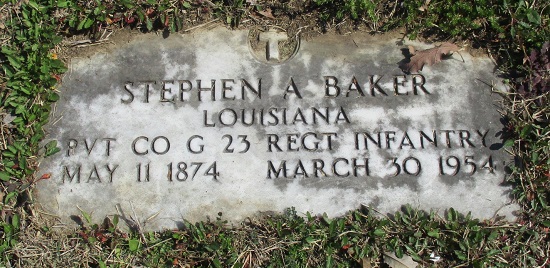 STEPHEN A BAKER
LOUISIANA
PVT CO G 23 REGT INFANTRY
MAY 11 1874 MARCH 30 1954